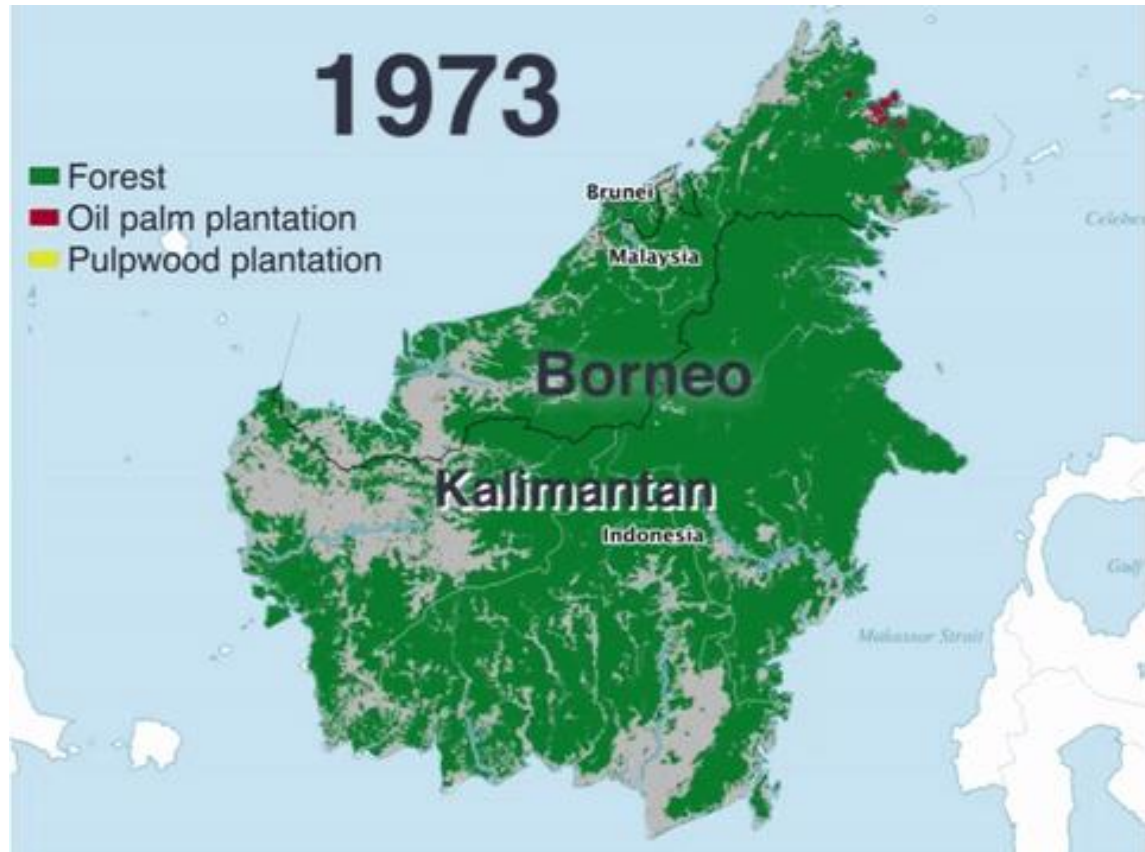 1973
Forest
Oil palm plantation
Pulpwood plantation
Brunei
Malaysia
Borneo
Kalimantan
Indonesia
Makassar Strait